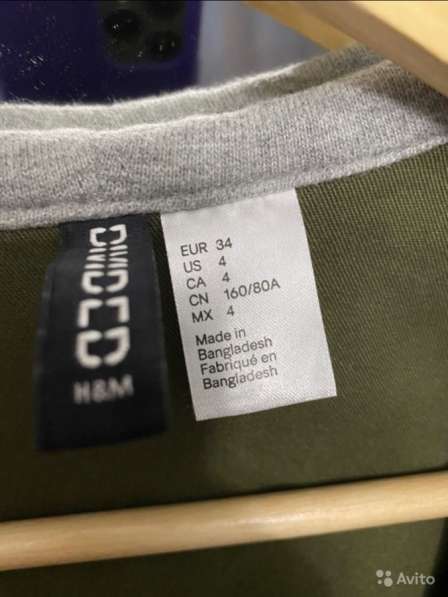 DIVIDED
H&M
EUR 34
US 4
CA 4
CN 160/80A
MX 4
Made in
Bangladesh
Fabriqué en
Bangladesh
Avito